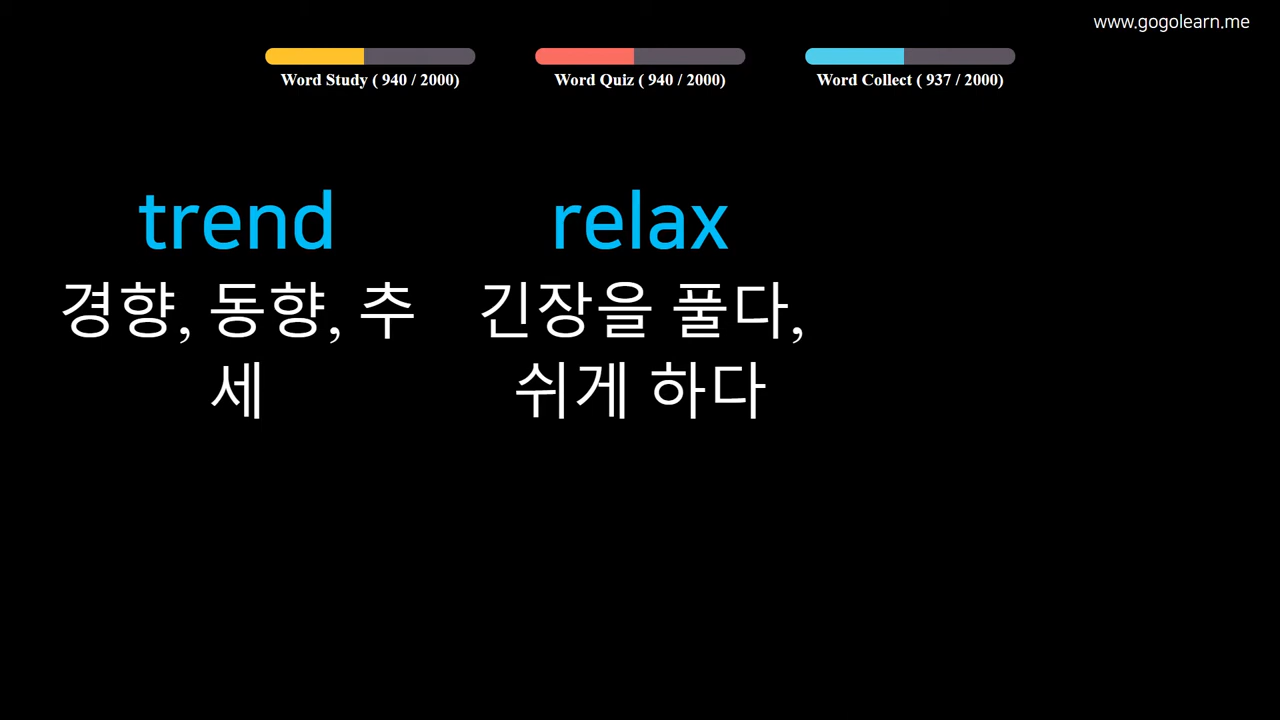 www.gogolearn.me
Word Study ( 940 / 2000)
Word Quiz ( 940 / 2000)
Word Collect ( 937 / 2000)
trend
경향, 동향, 추
세
relax
긴장을 풀다,
쉬게 하다